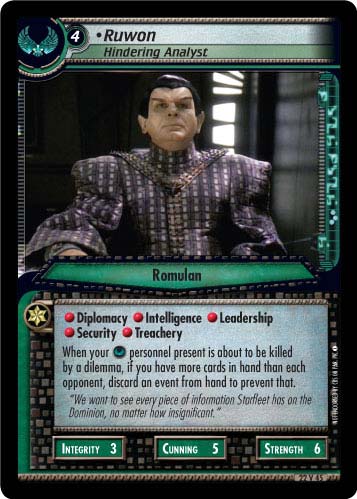 4 •Ruwon
Hindering Analyst
Romulan
Diplomacy Intelligence Leadership
Security Treachery
When your personnel present is about to be killed
by a dilemma, if you have more cards in hand than each
opponent, discard an event from hand to prevent that.
"We want to see every piece of information Starfleet has on the
Dominion, no matter how insignificant."
INTEGRITY 3 CUNNING 5 STRENGTH 6
22 V 45